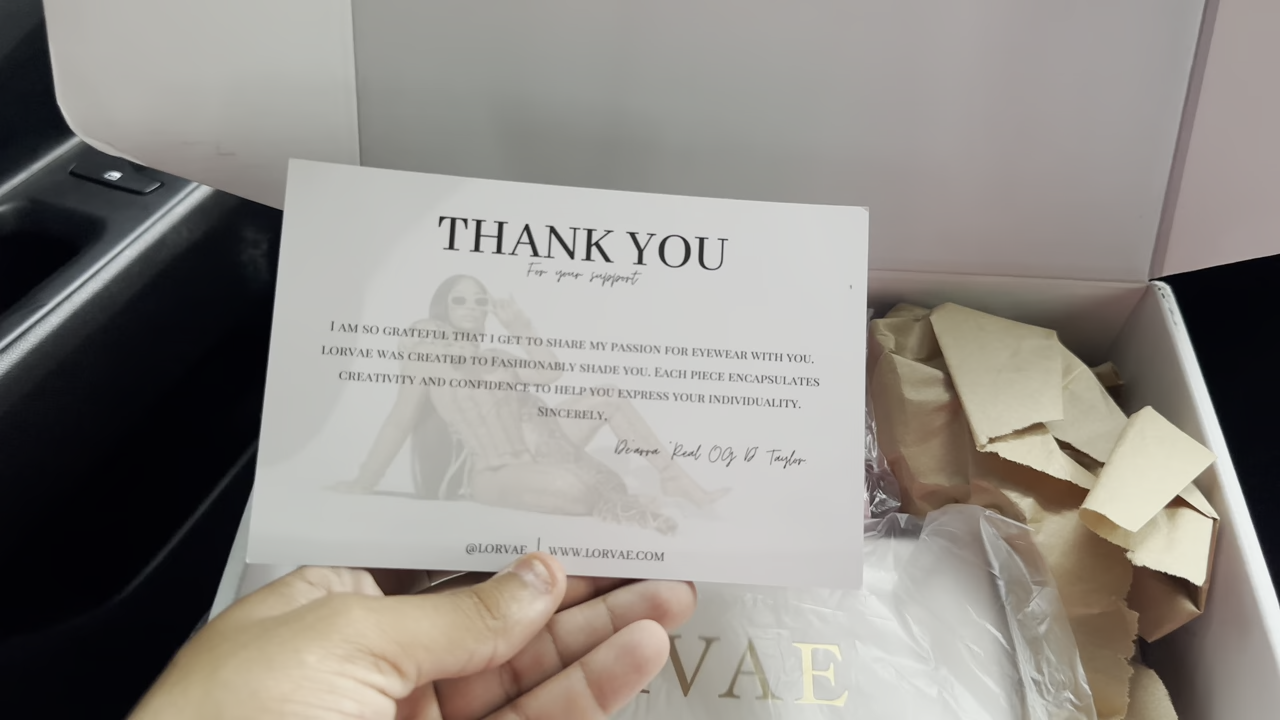 THANK YOU
For your support
I AM SO GRATEFUL THAT I GET TO SHARE MY PASSION FOR EYEWEAR WITH YOU.
LORVAE WAS CREATED TO FASHIONABLY SHADE YOU. EACH PIECE ENCAPSULATES
CREATIVITY AND CONFIDENCE TO HELP YOU EXPRESS YOUR INDIVIDUALITY.
SINCERELY,
De'arra "Real OG D" Taylor
@LORVAE | WWW.LORVAE.COM
VAE